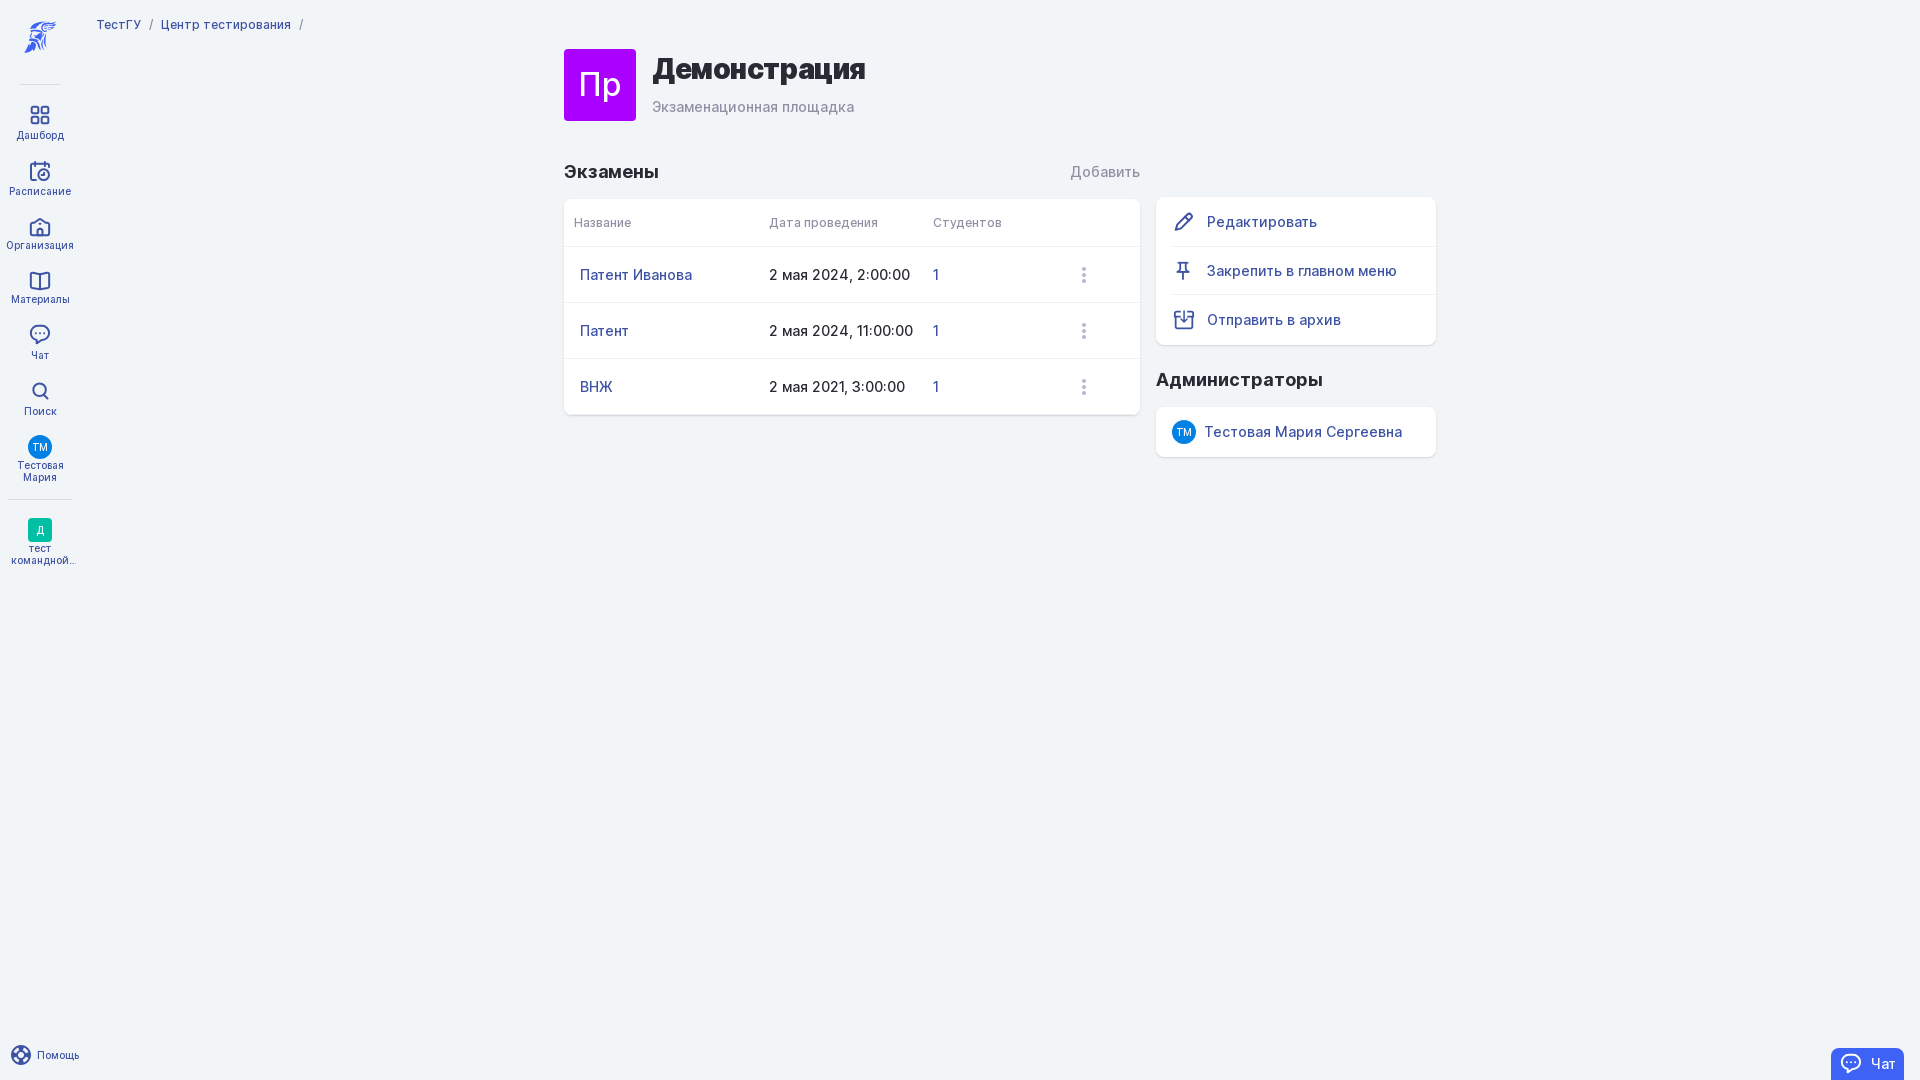 ТестГУ / Центр тестирования /
Пр
Демонстрация
Экзаменационная площадка
Дашборд
Расписание
Организация
Материалы
Чат
Поиск
ТМ
Тестовая
Мария
Д
тест
командной...
Помощь
Экзамены
Добавить
Название Дата проведения Студентов
Патент Иванова 2 мая 2024, 2:00:00 1
Патент 2 мая 2024, 11:00:00 1
ВНЖ 2 мая 2021, 3:00:00 1
Редактировать
Закрепить в главном меню
Отправить в архив
Администраторы
ТМ Тестовая Мария Сергеевна
Чат